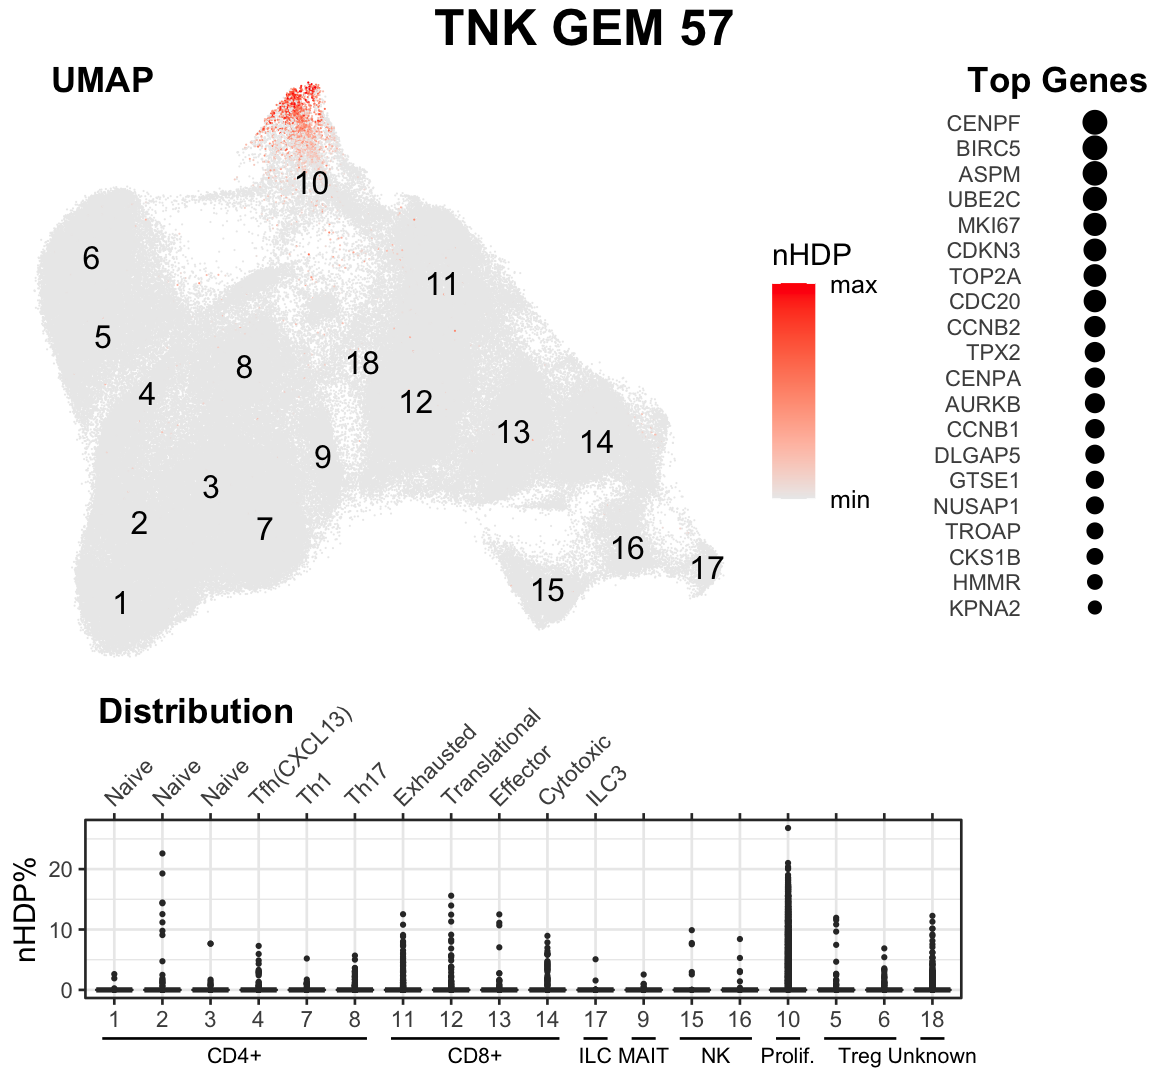 TNK GEM 57
UMAP
10
6
11
5
8
18
4
12
13
14
9
3
2
7
16
17
15
1
nHDP
max
min
Top Genes
CENPF
BIRC5
ASPM
UBE2C
MKI67
CDKN3
TOP2A
CDC20
CCNB2
TPX2
CENPA
AURKB
CCNB1
DLGAP5
GTSE1
NUSAP1
TROAP
CKS1B
HMMR
KPNA2
Distribution
Naive Naive Naive Tfh(CXCL13) Th1 Th17 Exhausted Translational Effector Cytotoxic ILC3
nHDP%
20
10
0
1 2 3 4 7 8 11 12 13 14 17 9 15 16 10 5 6 18
CD4+ CD8+ ILC MAIT NK Prolif. Treg Unknown